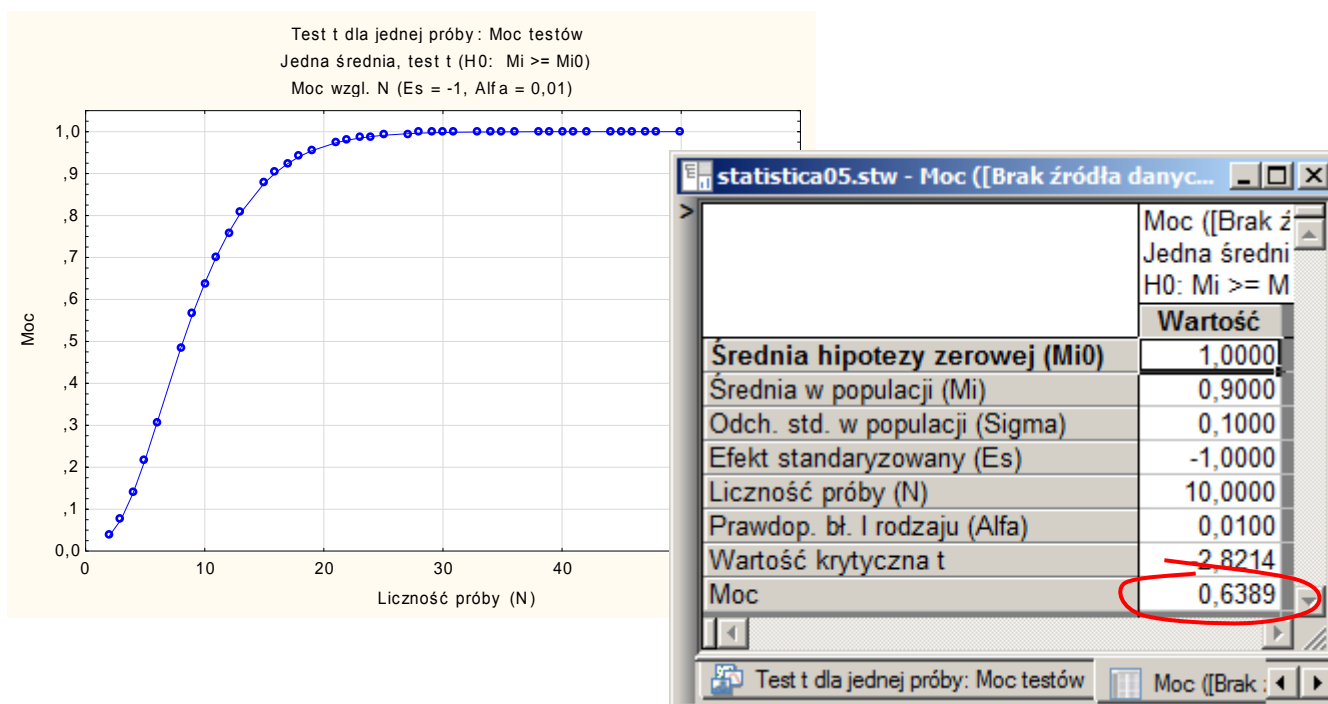 Test t dla jednej próby: Moc testów
Jedna średnia, test t (H0: Mi >= Mi0)
Moc wzgl. N (Es = -1, Alfa = 0,01)
1,0
,9
,8
,7
,6
,5
,4
,3
,2
,1
0,0
Moc
0
10
20
30
40
Liczność próby (N)
statistica05.stw - Moc ([Brak źródła danyc...
>
Moc ([Brak ź
Jedna średni
H0: Mi >= M
Wartość
Średnia hipotezy zerowej (Mi0) 1,0000
Średnia w populacji (Mi) 0,9000
Odch. std. w populacji (Sigma) 0,1000
Efekt standaryzowany (Es) -1,0000
Liczność próby (N) 10,0000
Prawdop. bł. I rodzaju (Alfa) 0,0100
Wartość krytyczna t -2,8214
Moc 0,6389
Test t dla jednej próby: Moc testów
Moc ([Brak :